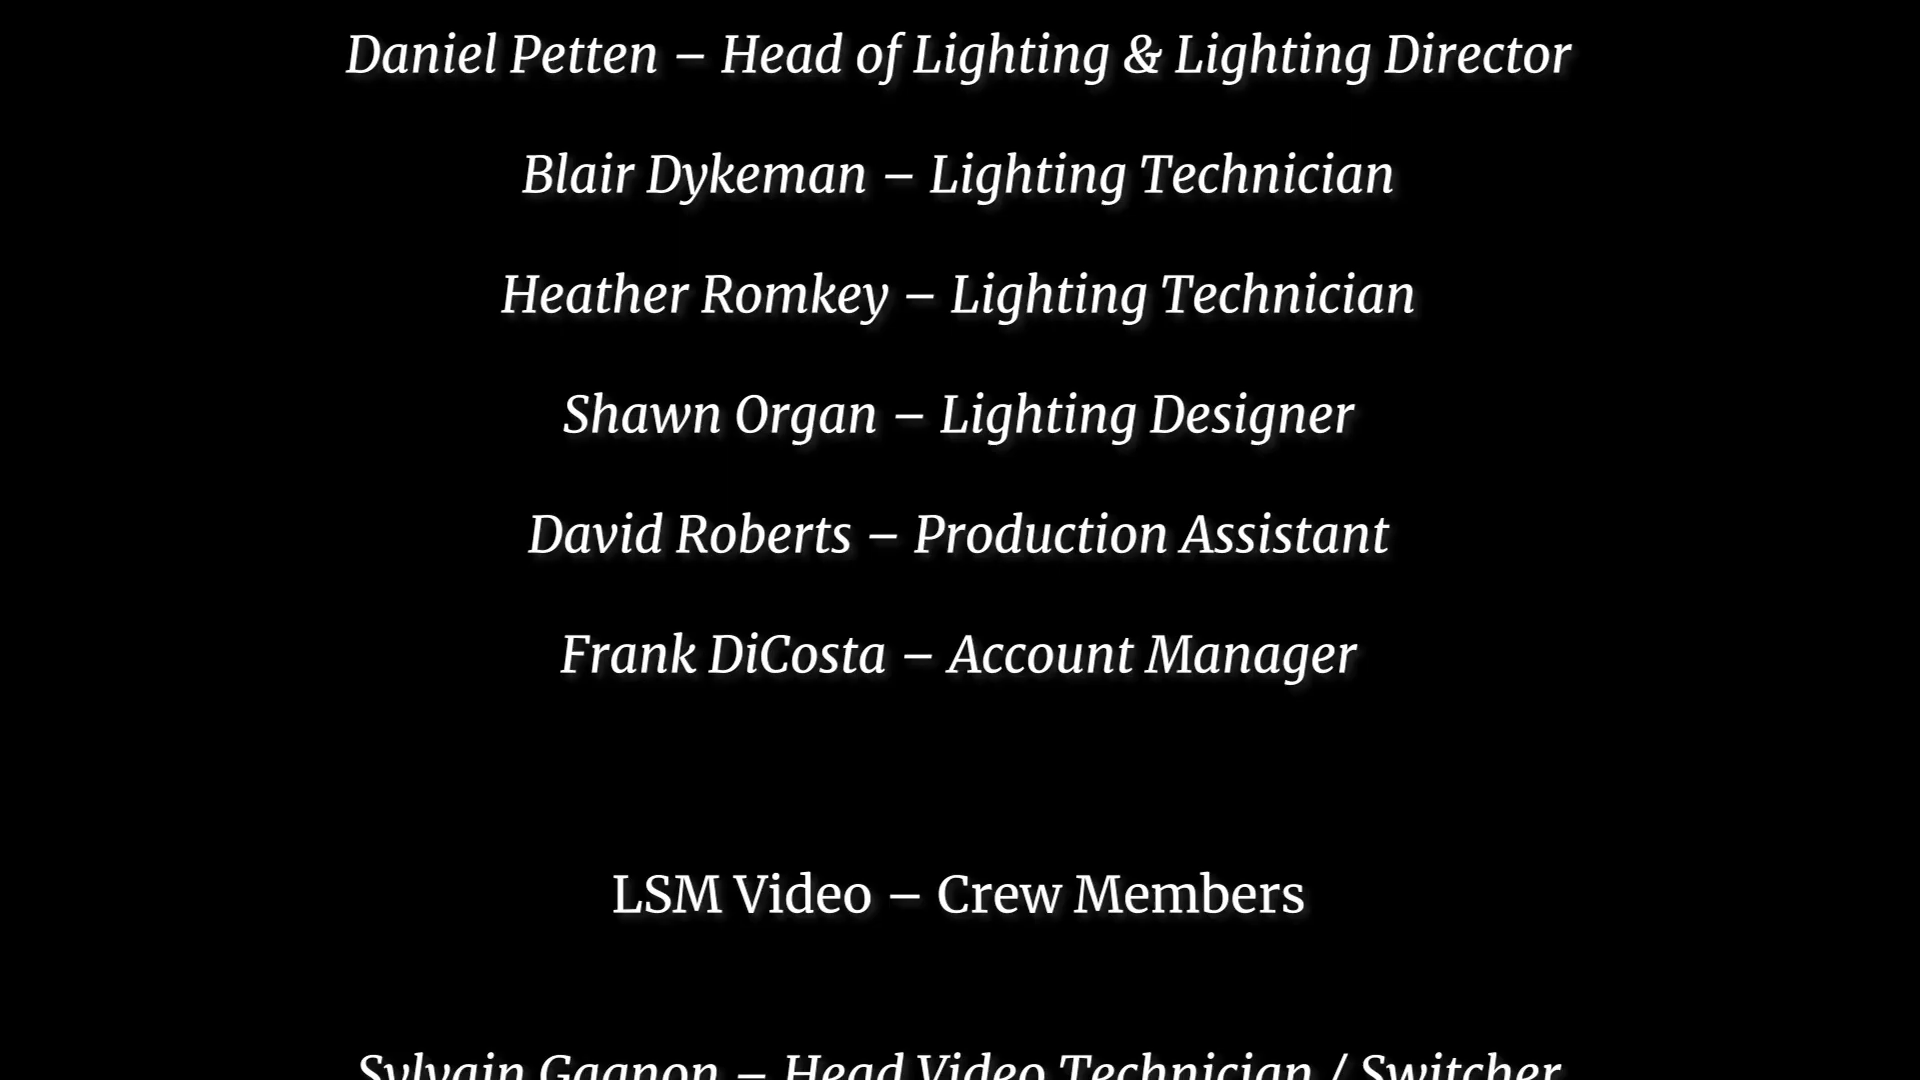 Daniel Petten – Head of Lighting & Lighting Director
Blair Dykeman – Lighting Technician
Heather Romkey – Lighting Technician
Shawn Organ – Lighting Designer
David Roberts – Production Assistant
Frank DiCosta – Account Manager
LSM Video – Crew Members
Sylvain Gagnon – Head Video Technician / Switcher